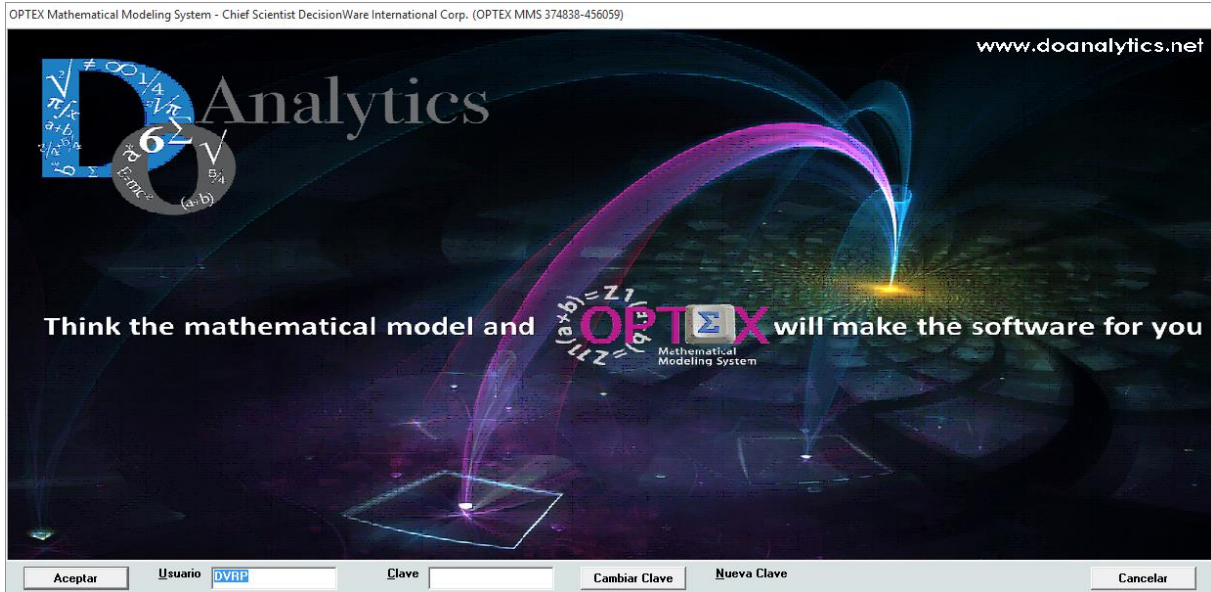 OPTEX Mathematical Modeling System - Chief Scientist DecisionWare International Corp. (OPTEX MMS 374838-456059)
www.doanalytics.net
DO Analytics
Think the mathematical model and OPTEX will make the software for you
Mathematical
Modeling System
Aceptar Usuario DVRP Clave Cambiar Clave Nueva Clave Cancelar